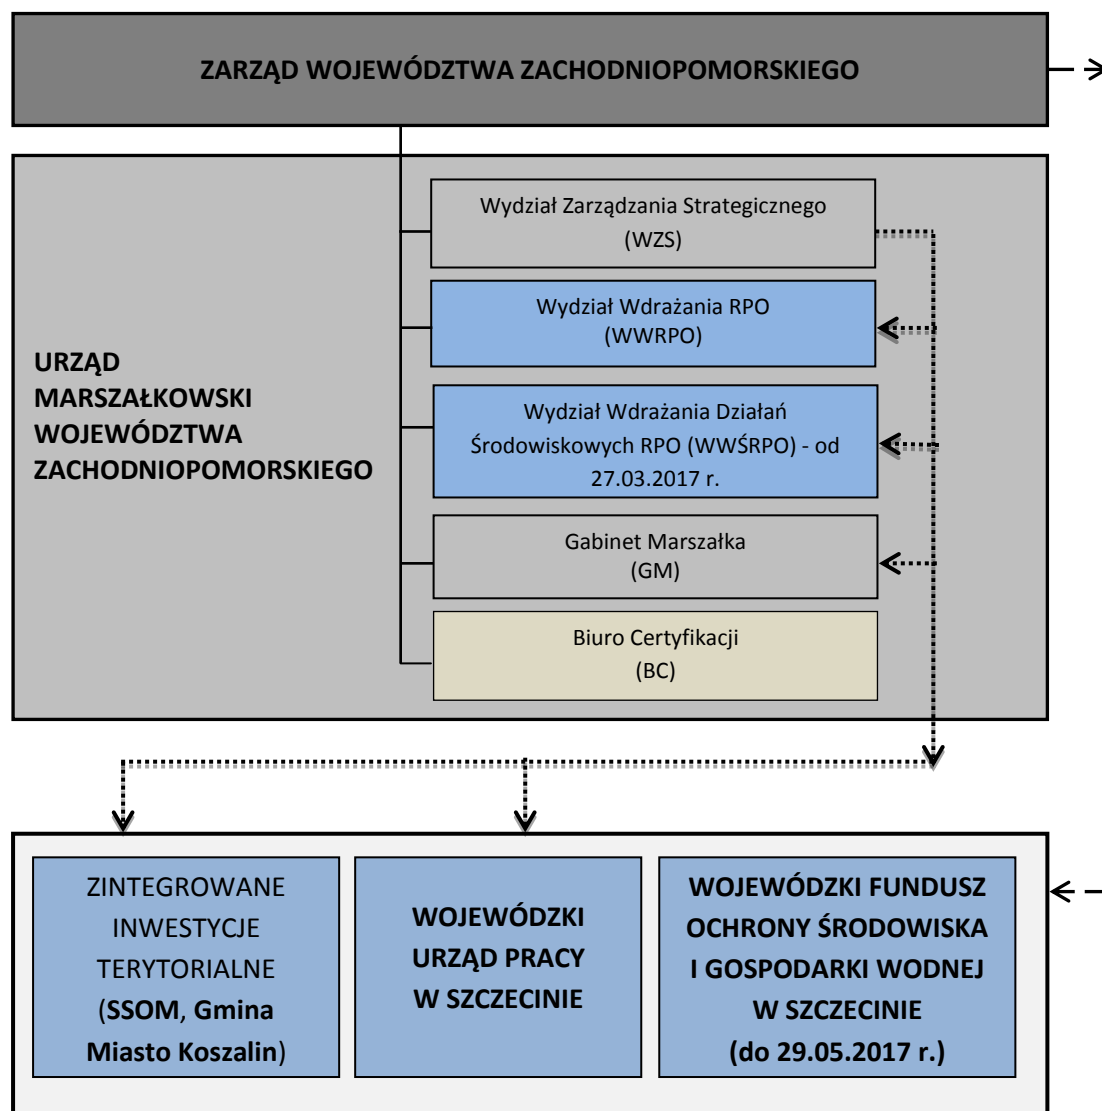 ZARZĄD WOJEWÓDZTWA ZACHODNIOPOMORSKIEGO
URZĄD
MARSZAŁKOWSKI
WOJEWÓDZTWA
ZACHODNIOPOMORSKIEGO
Wydział Zarządzania Strategicznego
(WZS)
Wydział Wdrażania RPO
(WWRPO)
Wydział Wdrażania Działań
Środowiskowych RPO (WWŚRPO) - od
27.03.2017 r.
Gabinet Marszałka
(GM)
Biuro Certyfikacji
(BC)
ZINTEGROWANE
INWESTYCJE
TERYTORIALNE
(SSOM, Gmina
Miasto Koszalin)
WOJEWÓDZKI
URZĄD PRACY
W SZCZECINIE
WOJEWÓDZKI FUNDUSZ
OCHRONY ŚRODOWISKA
I GOSPODARKI WODNEJ
W SZCZECINIE
(do 29.05.2017 r.)